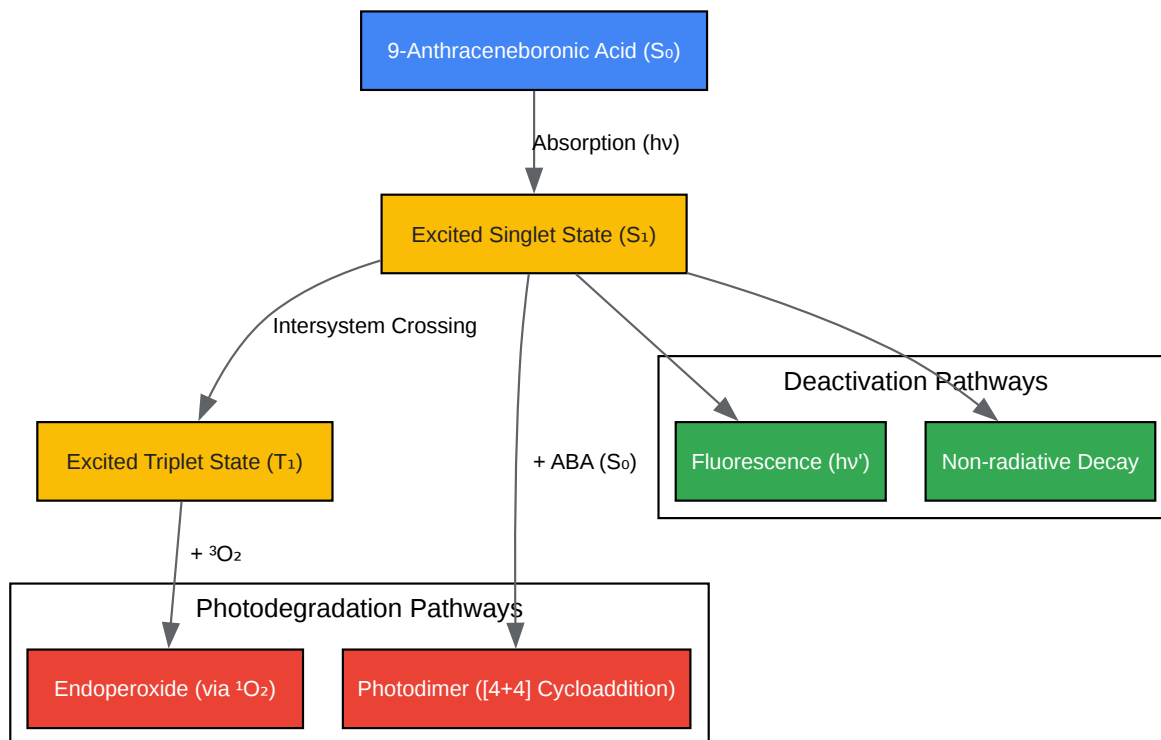 9-Anthraceneboronic Acid (S₀)
Absorption (hν)
Excited Singlet State (S₁)
Intersystem Crossing
Deactivation Pathways
Excited Triplet State (T₁)
+ ABA (S₀)
Fluorescence (hν')
Non-radiative Decay
+ ³O₂
Photodegradation Pathways
Endoperoxide (via ¹O₂)
Photodimer ([4+4] Cycloaddition)